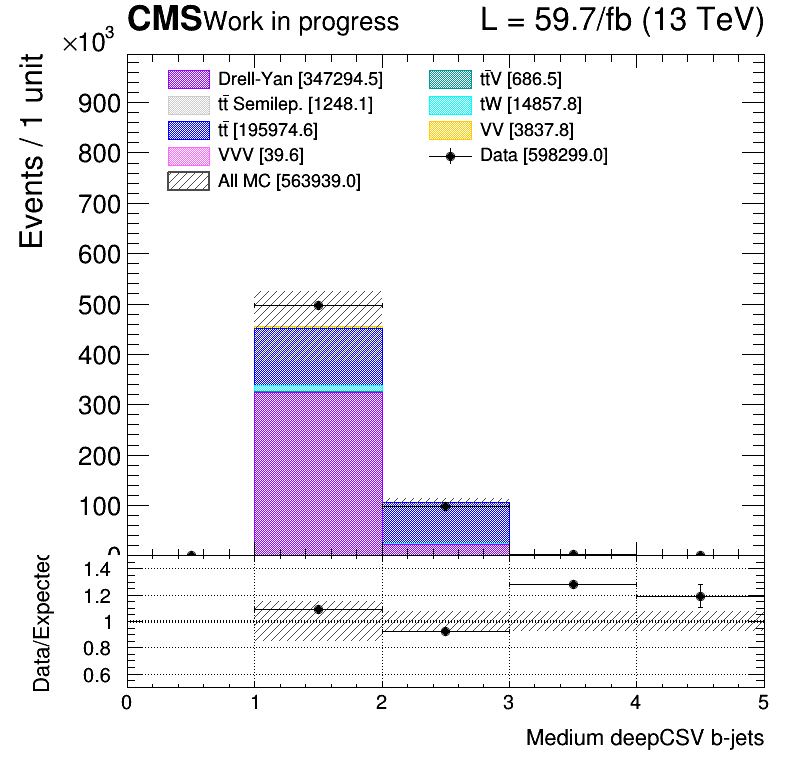 CMS Work in progress L = 59.7/fb (13 TeV)
×10³
Events / 1 unit
Drell-Yan [347294.5]
tt̄ Semilep. [1248.1]
tt̄ [195974.6]
VVV [39.6]
All MC [563939.0]
tt̄V [686.5]
tW [14857.8]
VV [3837.8]
Data [598299.0]
900
800
700
600
500
400
300
200
100
0
Data/Expected
1.4
1.2
1
0.8
0.6
0 1 2 3 4 5
Medium deepCSV b-jets